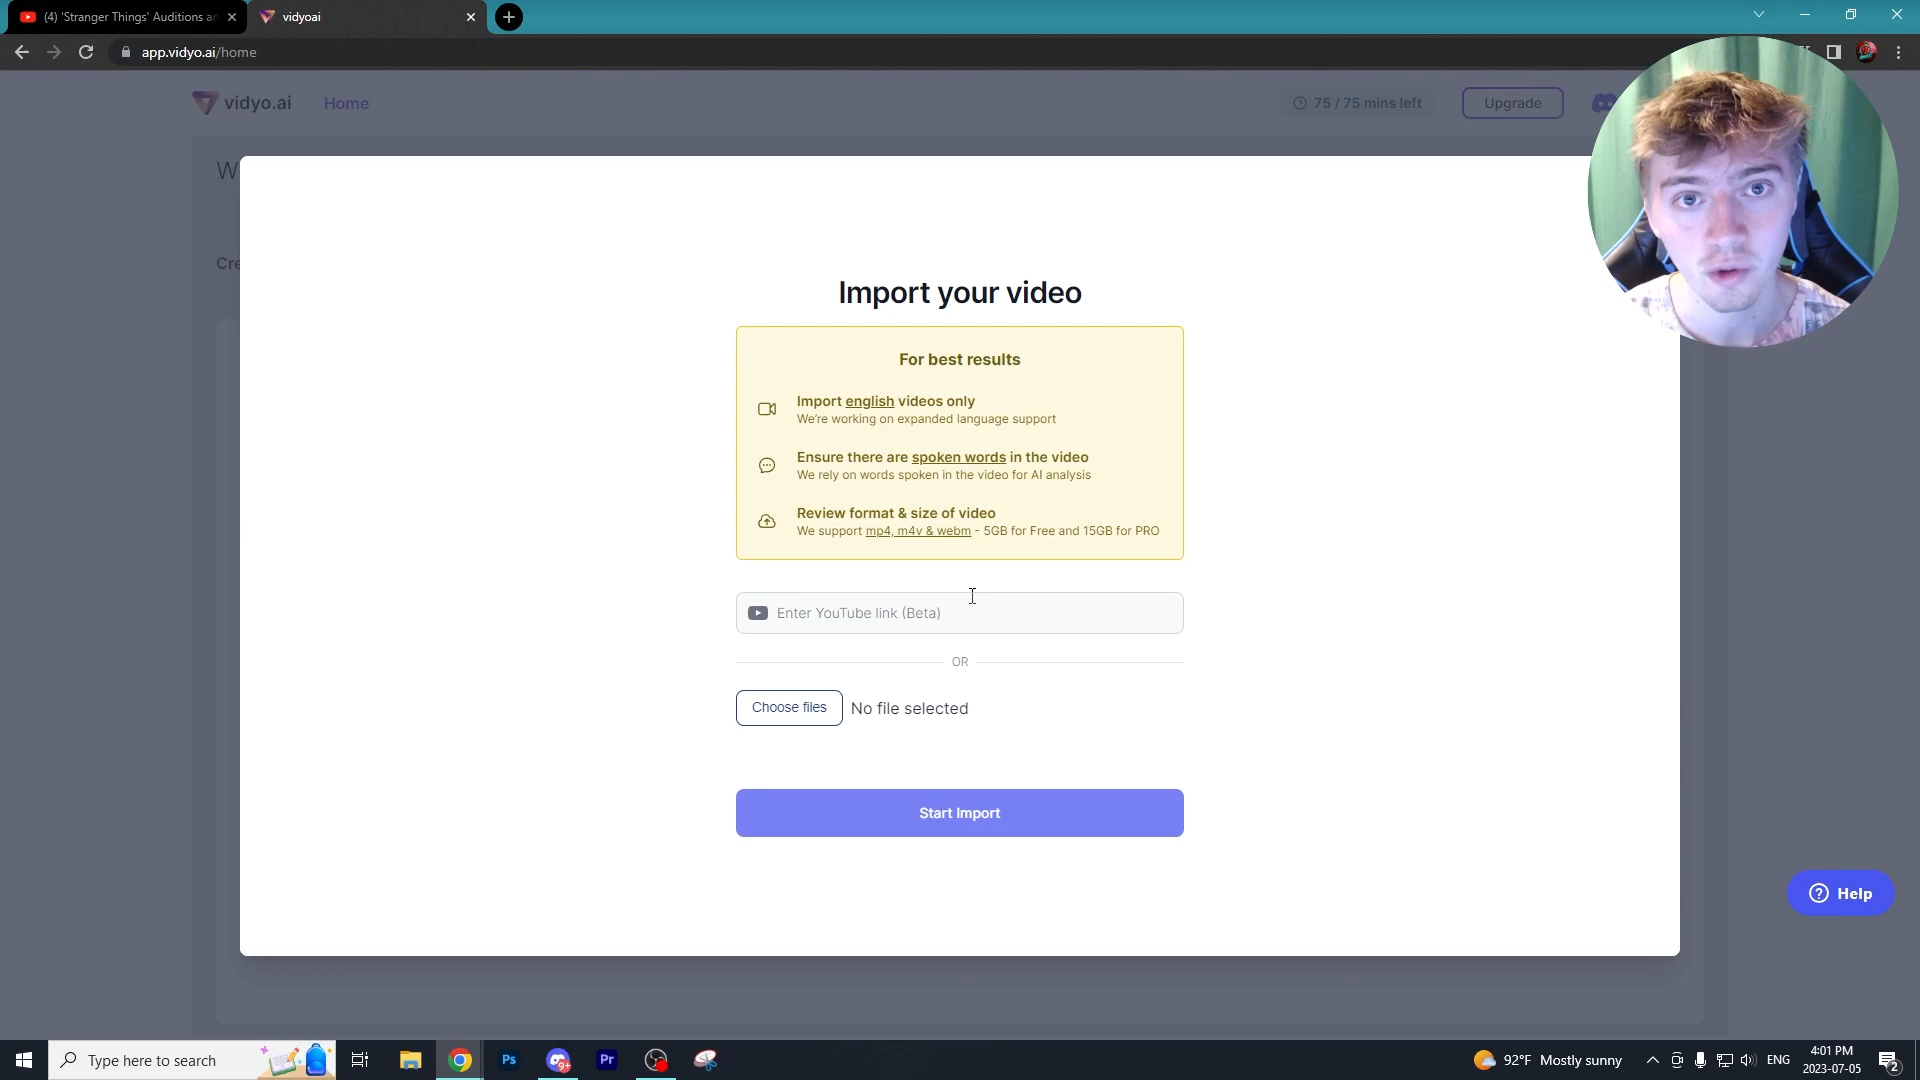 (4) 'Stranger Things' Auditions an
vidyoai
app.vidyo.ai/home
vidyo.ai
Home
75 / 75 mins left
Upgrade
W
Cre
Import your video
For best results
Import english videos only
We're working on expanded language support
Ensure there are spoken words in the video
We rely on words spoken in the video for AI analysis
Review format & size of video
We support mp4, m4v & webm - 5GB for Free and 15GB for PRO
Enter YouTube link (Beta)
OR
Choose files
No file selected
Start Import
Help
Type here to search
Ps
9+
Pr
92°F Mostly sunny
ENG
4:01 PM
2023-07-05
2